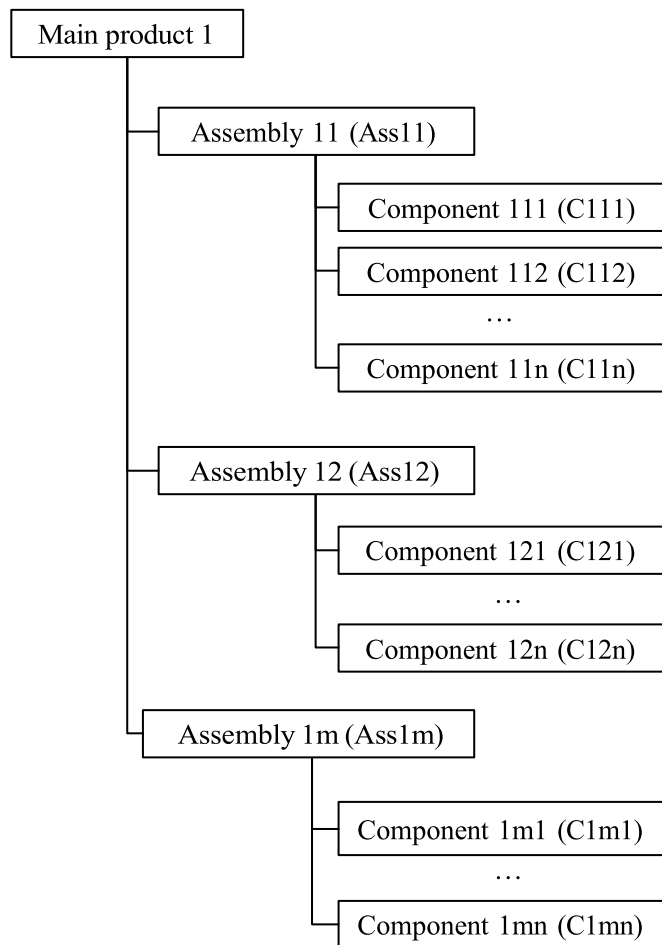 Main product 1
Assembly 11 (Ass11)
Component 111 (C111)
Component 112 (C112)
…
Component 11n (C11n)
Assembly 12 (Ass12)
Component 121 (C121)
…
Component 12n (C12n)
Assembly 1m (Ass1m)
Component 1m1 (C1m1)
…
Component 1mn (C1mn)